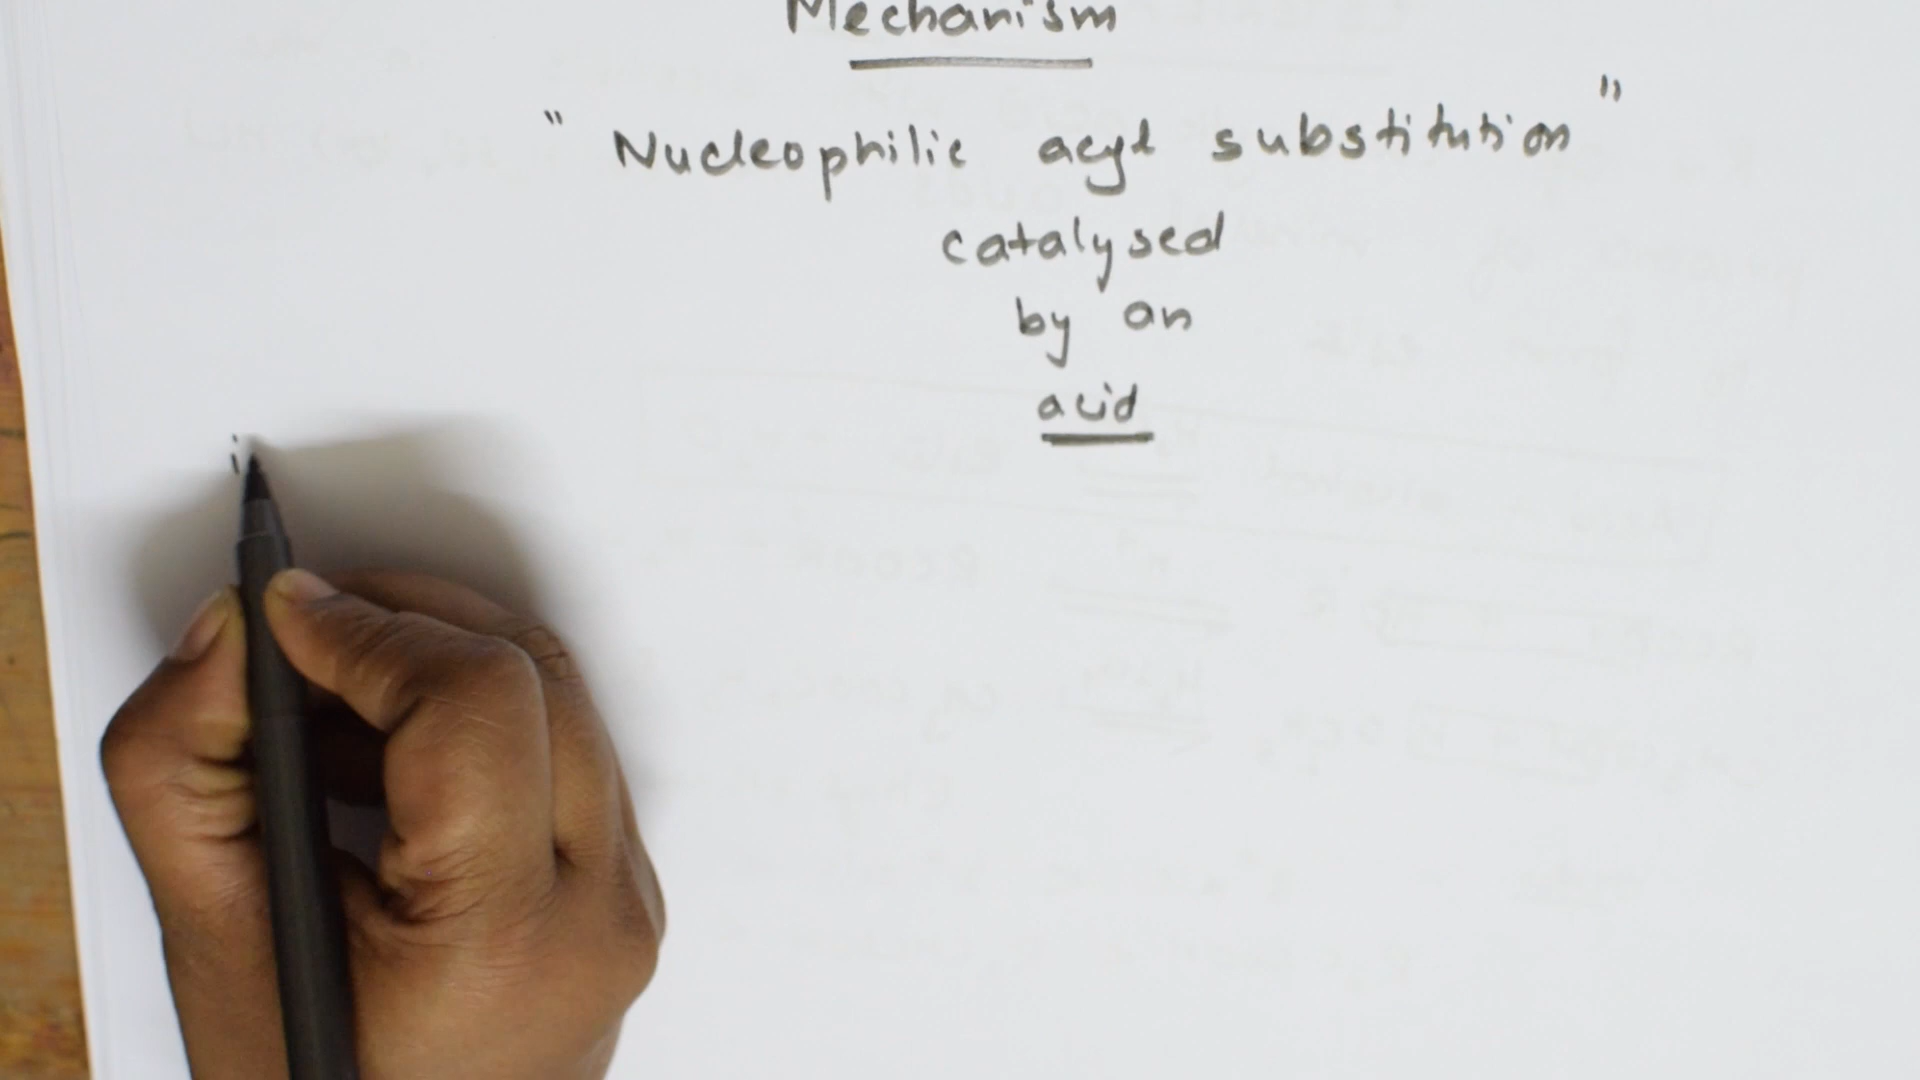 Mechanism
" Nucleophilic acyl substitution "
catalysed
by an
acid
i